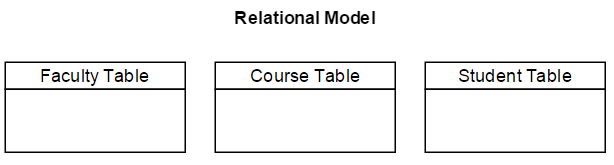 Relational Model
Faculty Table
Course Table
Student Table